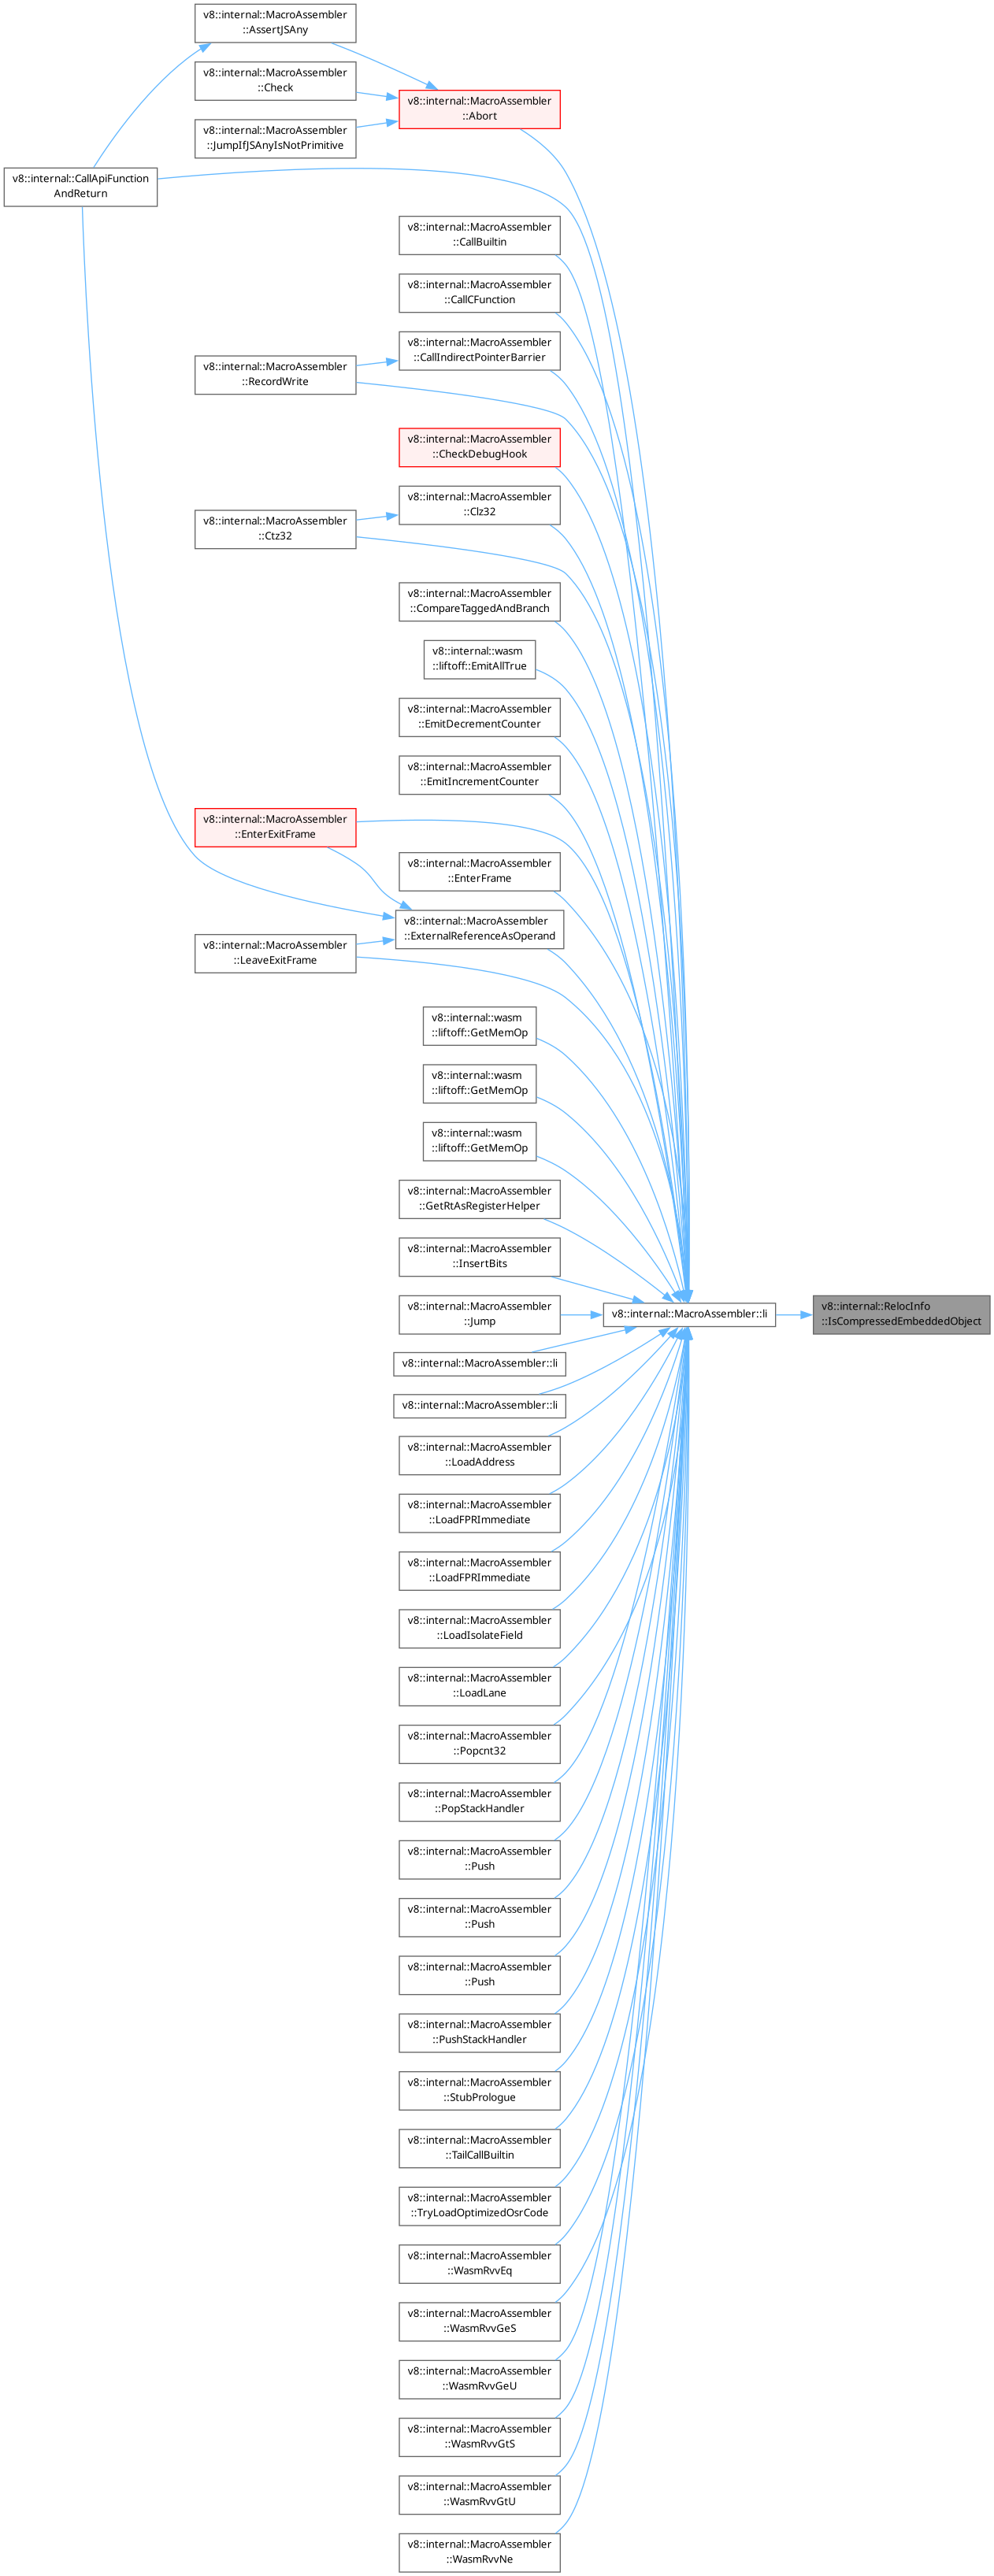 v8::internal::MacroAssembler
::AssertJSAny
v8::internal::MacroAssembler
::Check
v8::internal::MacroAssembler
::Abort
v8::internal::MacroAssembler
::JumpIfJSAnyIsNotPrimitive
v8::internal::CallApiFunction
AndReturn
v8::internal::MacroAssembler
::CallBuiltin
v8::internal::MacroAssembler
::CallCFunction
v8::internal::MacroAssembler
::CallIndirectPointerBarrier
v8::internal::MacroAssembler
::RecordWrite
v8::internal::MacroAssembler
::CheckDebugHook
v8::internal::MacroAssembler
::Clz32
v8::internal::MacroAssembler
::Ctz32
v8::internal::MacroAssembler
::CompareTaggedAndBranch
v8::internal::wasm
::liftoff::EmitAllTrue
v8::internal::MacroAssembler
::EmitDecrementCounter
v8::internal::MacroAssembler
::EmitIncrementCounter
v8::internal::MacroAssembler
::EnterExitFrame
v8::internal::MacroAssembler
::EnterFrame
v8::internal::MacroAssembler
::ExternalReferenceAsOperand
v8::internal::MacroAssembler
::LeaveExitFrame
v8::internal::wasm
::liftoff::GetMemOp
v8::internal::wasm
::liftoff::GetMemOp
v8::internal::wasm
::liftoff::GetMemOp
v8::internal::MacroAssembler
::GetRtAsRegisterHelper
v8::internal::MacroAssembler
::InsertBits
v8::internal::MacroAssembler
::Jump
v8::internal::MacroAssembler::li
v8::internal::RelocInfo
::IsCompressedEmbeddedObject
v8::internal::MacroAssembler::li
v8::internal::MacroAssembler::li
v8::internal::MacroAssembler
::LoadAddress
v8::internal::MacroAssembler
::LoadFPRImmediate
v8::internal::MacroAssembler
::LoadFPRImmediate
v8::internal::MacroAssembler
::LoadIsolateField
v8::internal::MacroAssembler
::LoadLane
v8::internal::MacroAssembler
::Popcnt32
v8::internal::MacroAssembler
::PopStackHandler
v8::internal::MacroAssembler
::Push
v8::internal::MacroAssembler
::Push
v8::internal::MacroAssembler
::Push
v8::internal::MacroAssembler
::PushStackHandler
v8::internal::MacroAssembler
::StubPrologue
v8::internal::MacroAssembler
::TailCallBuiltin
v8::internal::MacroAssembler
::TryLoadOptimizedOsrCode
v8::internal::MacroAssembler
::WasmRvvEq
v8::internal::MacroAssembler
::WasmRvvGeS
v8::internal::MacroAssembler
::WasmRvvGeU
v8::internal::MacroAssembler
::WasmRvvGtS
v8::internal::MacroAssembler
::WasmRvvGtU
v8::internal::MacroAssembler
::WasmRvvNe